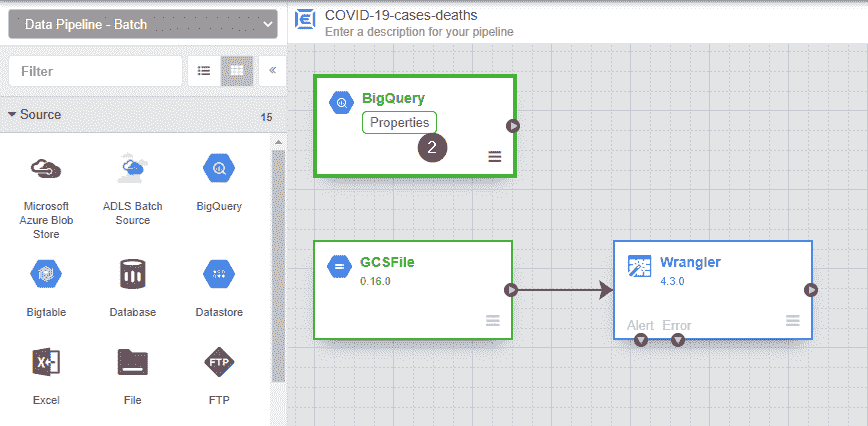 Data Pipeline - Batch
Filter
Source 15
Microsoft
Azure Blob
Store
ADLS Batch
Source
BigQuery
Bigtable
Database
Datastore
X
Excel
File
FTP
FTP
COVID-19-cases-deaths
Enter a description for your pipeline
BigQuery
Properties
2
GCSFile
0.16.0
Wrangler
4.3.0
Alert Error